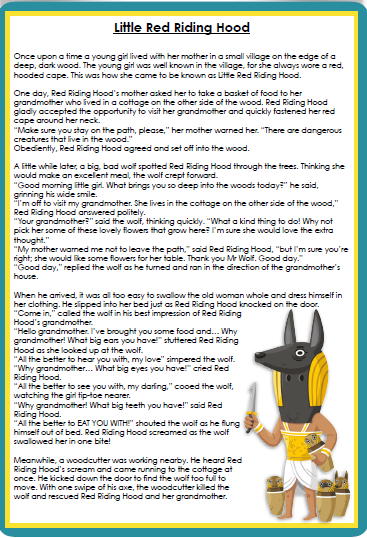 Little Red Riding Hood
Once upon a time a young girl lived with her mother in a small village on the edge of a
deep, dark wood. The young girl was well known in the village, for she always wore a red,
hooded cape. This was how she came to be known as Little Red Riding Hood.
One day, Red Riding Hood's mother asked her to take a basket of food to her
grandmother who lived in a cottage on the other side of the wood. Red Riding Hood
gladly accepted the opportunity to visit her grandmother and quickly fastened her red
cape around her neck.
"Make sure you stay on the path, please," her mother warned her. "There are dangerous
creatures that live in the wood."
Obediently, Red Riding Hood agreed and set off into the wood.
A little while later, a big, bad wolf spotted Red Riding Hood through the trees. Thinking she
would make an excellent meal, the wolf crept forward.
"Good morning little girl. What brings you so deep into the woods today?" he said,
grinning his wide smile.
"I'm off to visit my grandmother. She lives in the cottage on the other side of the wood,"
Red Riding Hood answered politely.
"Your grandmother?" said the wolf, thinking quickly. "What a kind thing to do! Why not
pick her some of these lovely flowers that grow here? I'm sure she would love the extra
thought."
"My mother warned me not to leave the path," said Red Riding Hood, "but I'm sure you're
right; she would like some flowers for her table. Thank you Mr Wolf. Good day."
"Good day," replied the wolf as he turned and ran in the direction of the grandmother's
house.
When he arrived, it was all too easy to swallow the old woman whole and dress himself in
her clothing. He slipped into her bed just as Red Riding Hood knocked on the door.
"Come in," called the wolf in his best impression of Red Riding
Hood's grandmother.
"Hello grandmother. I've brought you some food and… Why
grandmother! What big ears you have!" stuttered Red Riding
Hood as she looked up at the wolf.
"All the better to hear you with, my love" simpered the wolf.
"Why grandmother… What big eyes you have!" cried Red
Riding Hood.
"All the better to see you with, my darling," cooed the wolf,
watching the girl tip-toe nearer.
"Why grandmother! What big teeth you have!" said Red
Riding Hood.
"All the better to EAT YOU WITH!" shouted the wolf as he flung
himself out of bed. Red Riding Hood screamed as the wolf
swallowed her in one bite!
Meanwhile, a woodcutter was working nearby. He heard Red
Riding Hood's scream and came running to the cottage at
once. He kicked down the door to find the wolf too full to
move. With one swipe of his axe, the woodcutter killed the
wolf and rescued Red Riding Hood and her grandmother.